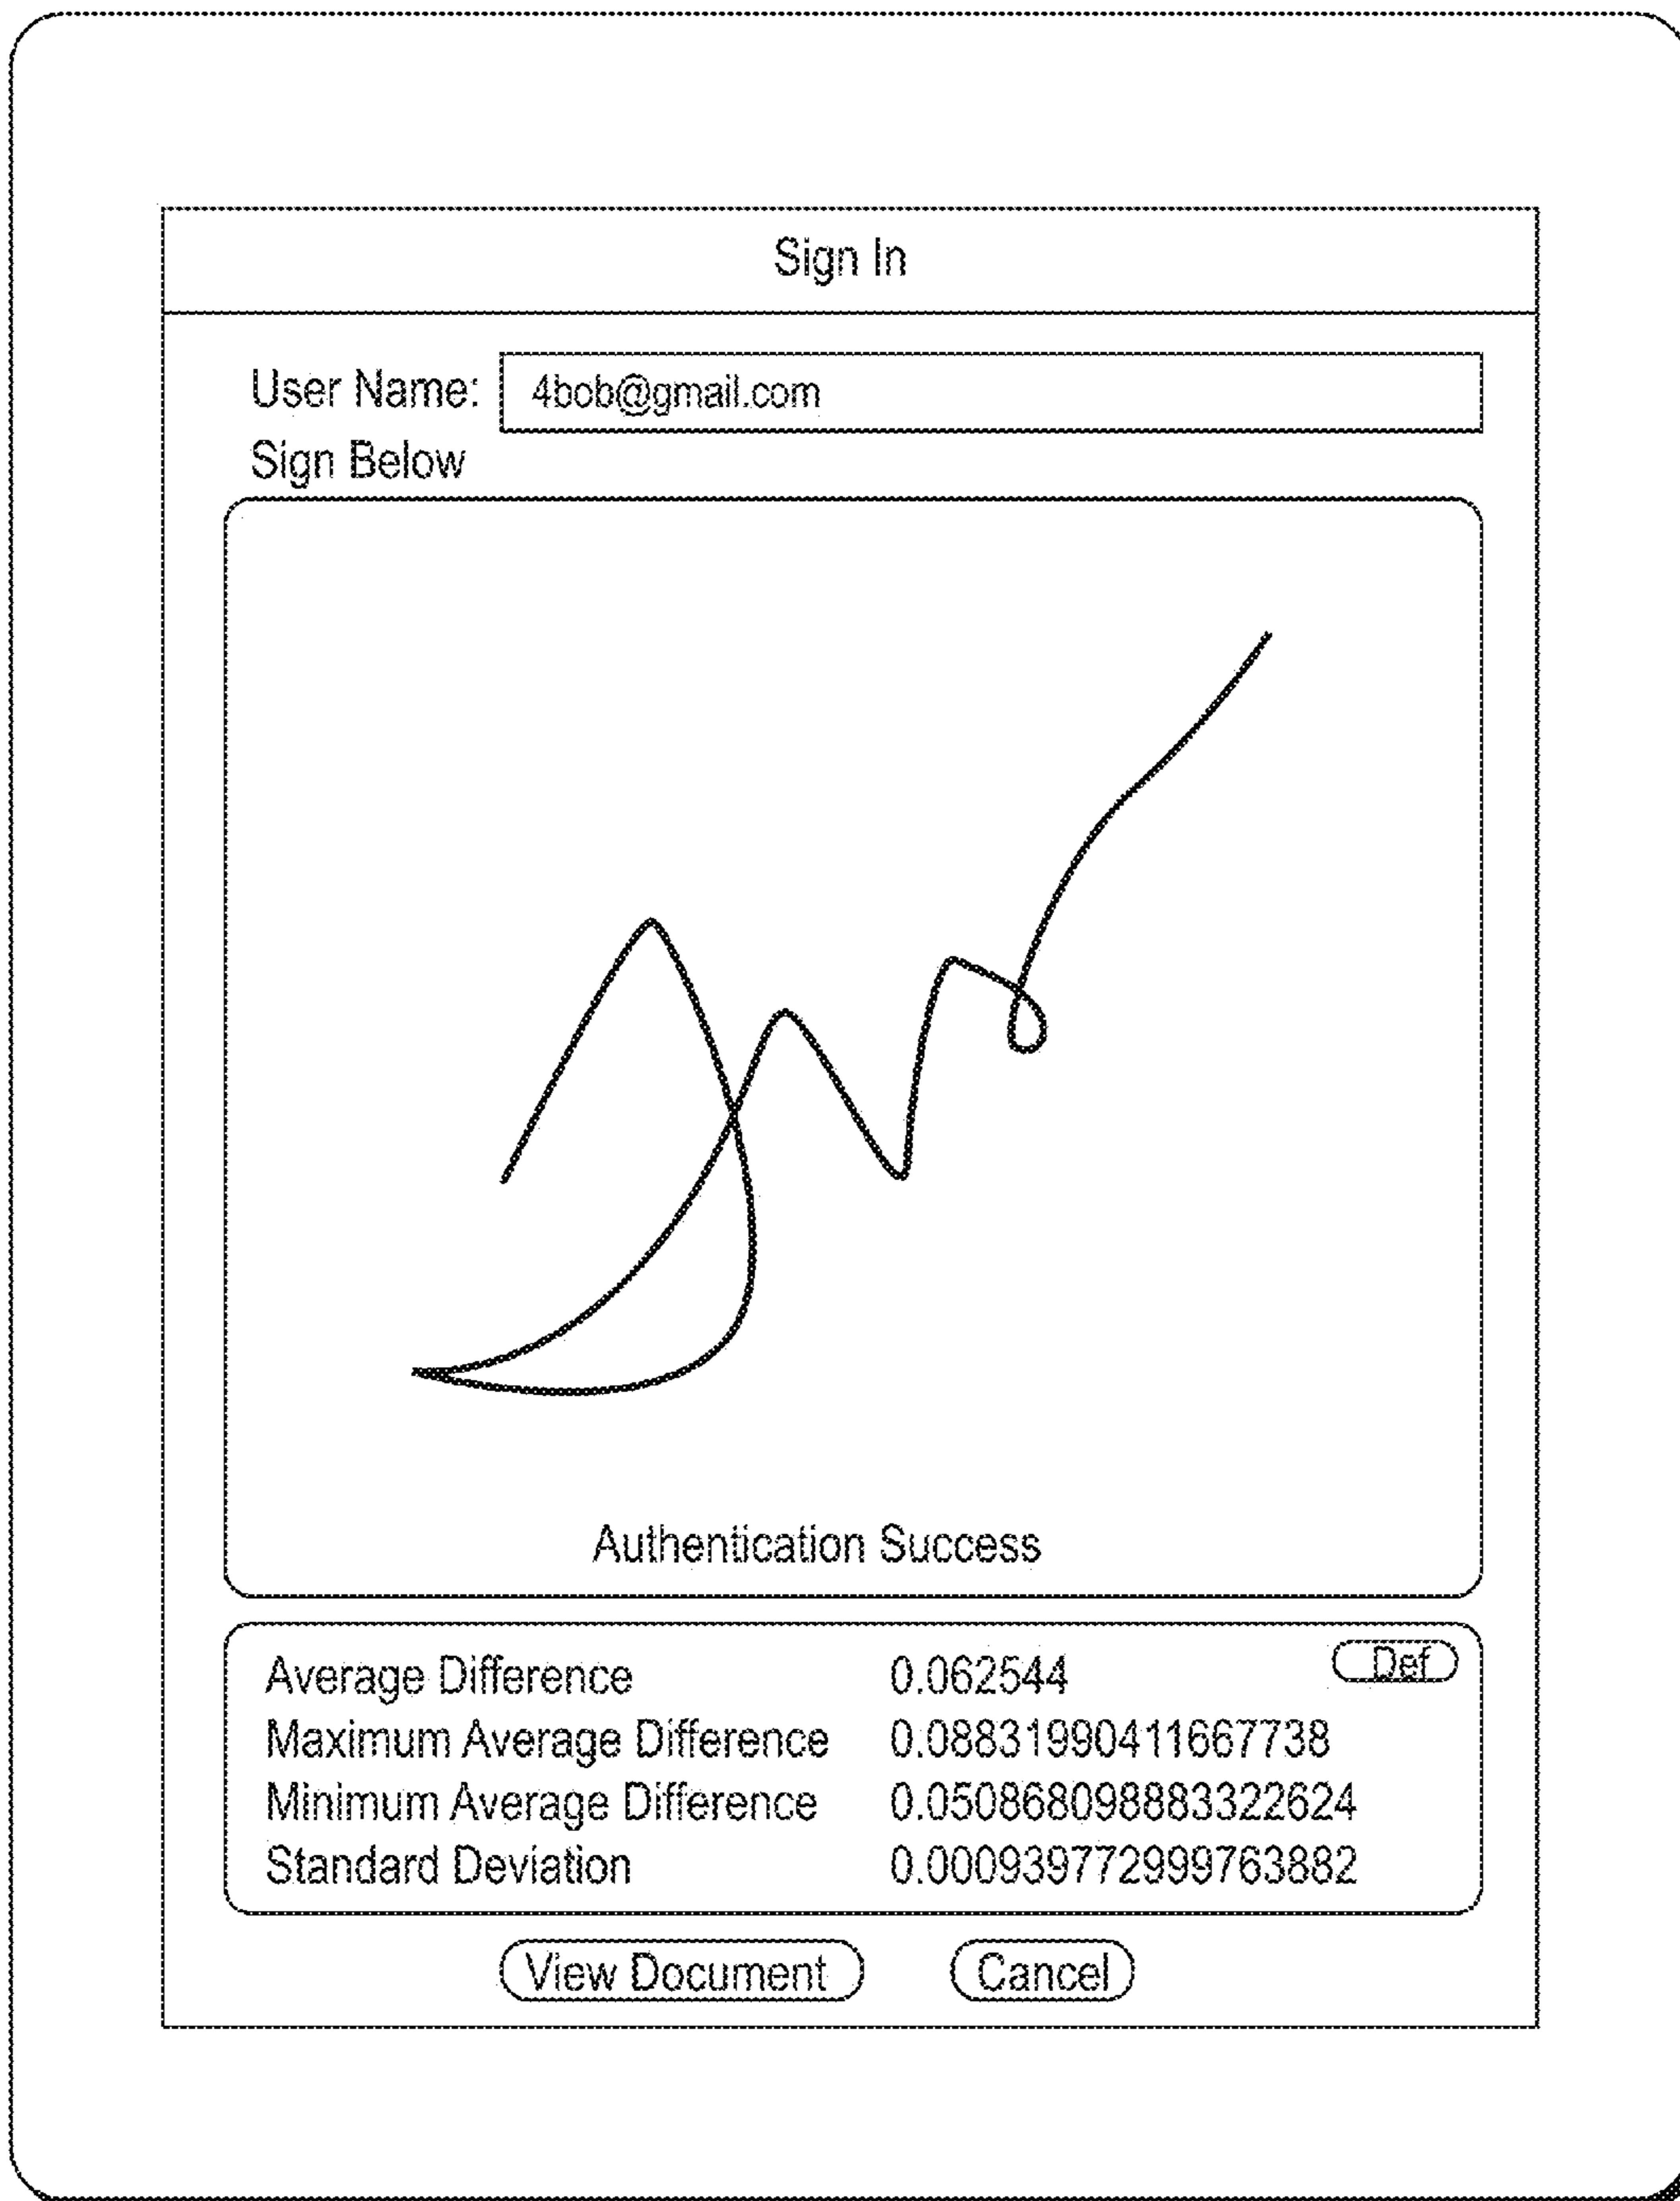 Sign In
User Name: 4bob@gmail.com
Sign Below
Authentication Success
Average Difference 0.062544 Def
Maximum Average Difference 0.08831990411667738
Minimum Average Difference 0.050868098883322624
Standard Deviation 0.000939772999763882
View Document Cancel